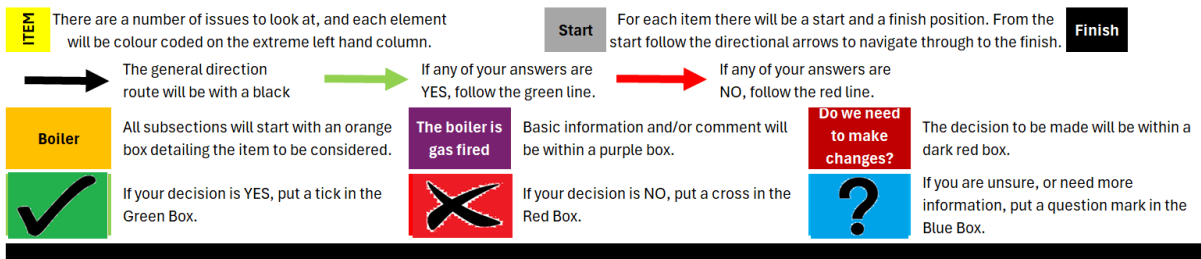 ITEM
There are a number of issues to look at, and each element
will be colour coded on the extreme left hand column.
Start
For each item there will be a start and a finish position. From the
start follow the directional arrows to navigate through to the finish.
Finish
The general direction
route will be with a black
If any of your answers are
YES, follow the green line.
If any of your answers are
NO, follow the red line.
Boiler
All subsections will start with an orange
box detailing the item to be considered.
The boiler is
gas fired
Basic information and/or comment will
be within a purple box.
Do we need
to make
changes?
The decision to be made will be within a
dark red box.
If your decision is YES, put a tick in the
Green Box.
If your decision is NO, put a cross in the
Red Box.
?
If you are unsure, or need more
information, put a question mark in the
Blue Box.